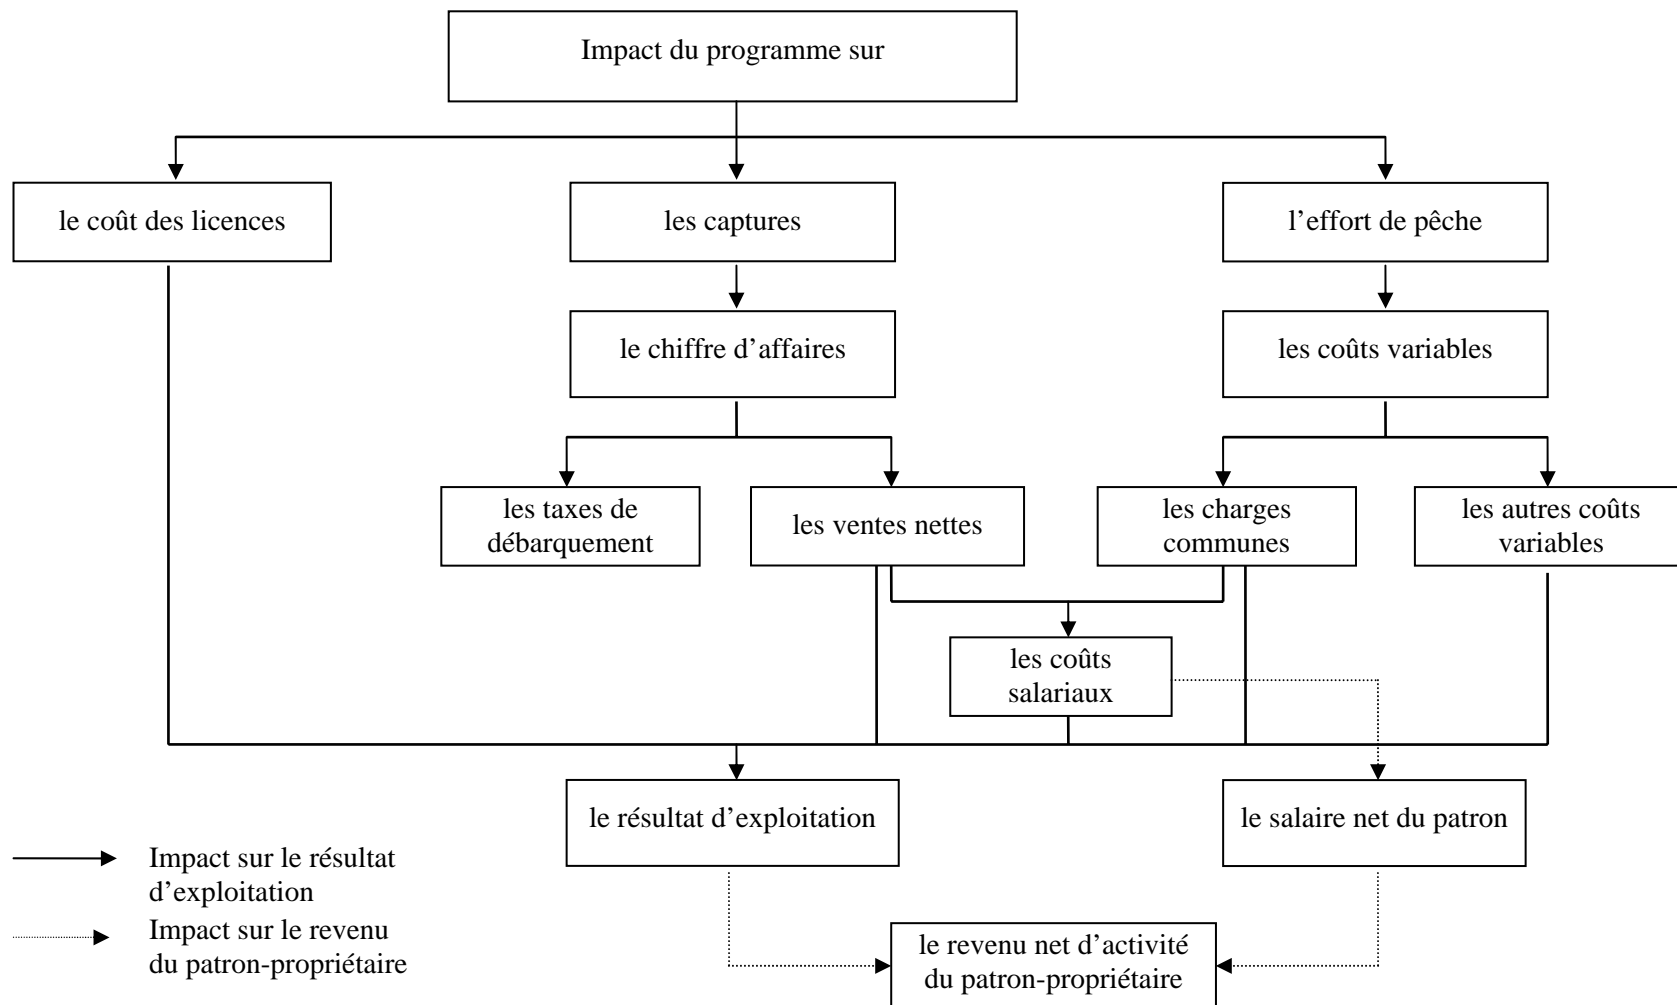 Impact du programme sur
le coût des licences
les captures
l’effort de pêche
le chiffre d’affaires
les coûts variables
les taxes de
débarquement
les ventes nettes
les charges
communes
les autres coûts
variables
les coûts
salariaux
le résultat d’exploitation
le salaire net du patron
Impact sur le résultat
d’exploitation
Impact sur le revenu
du patron-propriétaire
le revenu net d’activité
du patron-propriétaire